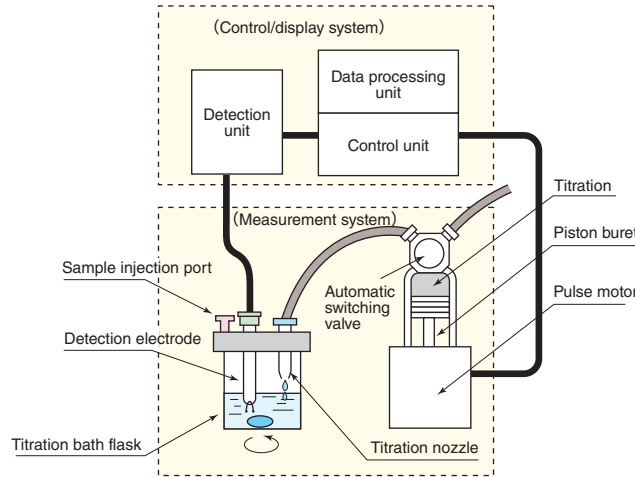 (Control/display system)
Data processing
unit
Detection
unit
Control unit
(Measurement system)
Titration
Piston buret
Sample injection port
Automatic
switching
valve
Pulse motor
Detection electrode
Titration bath flask
Titration nozzle